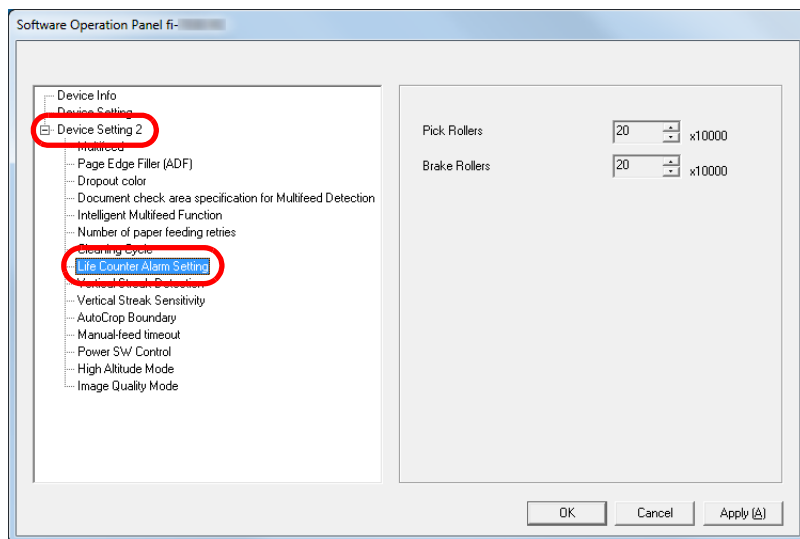 Software Operation Panel fi-
Device Info
Device Setting
Device Setting 2
Multifeed
Page Edge Filler (ADF)
Dropout color
Document check area specification for Multifeed Detection
Intelligent Multifeed Function
Number of paper feeding retries
Cleaning Cycle
Life Counter Alarm Setting
Vertical Streak Detection
Vertical Streak Sensitivity
AutoCrop Boundary
Manual-feed timeout
Power SW Control
High Altitude Mode
Image Quality Mode
Pick Rollers 20 x10000
Brake Rollers 20 x10000
OK Cancel Apply (A)